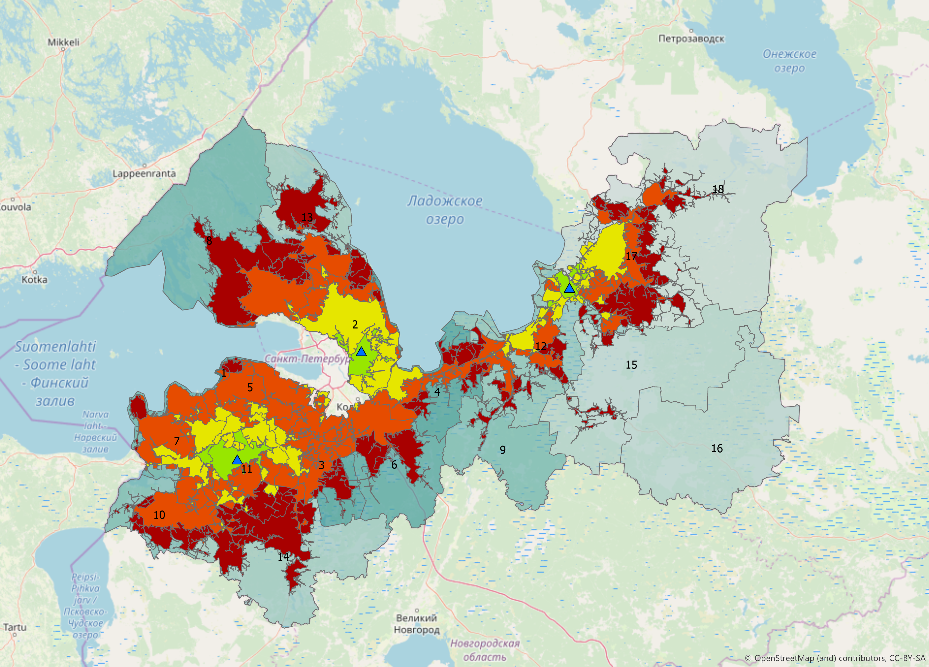 Mikkeli
Петрозаводск
Онежское
озеро
Lappeenranta
18
Ладожское
озеро
13
Kotka
17
2
12
Suomenlahti
- Soome laht
- Финский
залив
Санкт-Петербург
15
1
5
4
Narva
laht
Нарвский
залив
7
9
16
3
6
11
10
14
Peipsi-
Pihkva
järv /
Псковско-
Чудское
озеро
Tartu
Великий
Новгород
Новгородская
область
© OpenStreetMap (and) contributors, CC-BY-SA